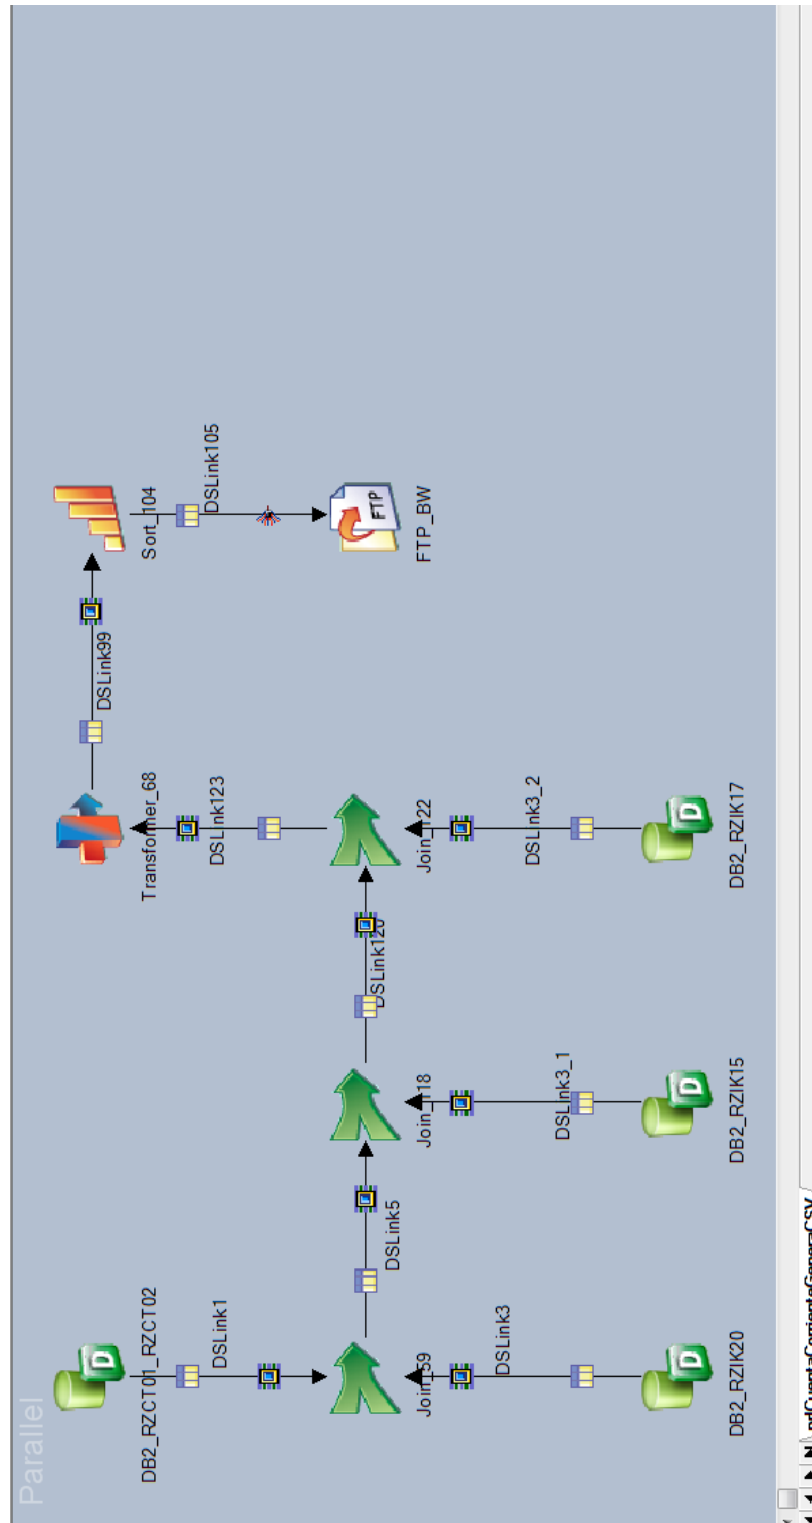 Parallel
DB2_RZCT01_RZCT02
DSLink1
Join_59
DSLink3
DB2_RZIK20
DSLink5
Join_118
DSLink3_1
DB2_RZIK15
DSLink120
Join_122
DSLink3_2
DB2_RZIK17
DSLink123
Transformer_68
DSLink99
Sort_104
DSLink105
FTP
FTP_BW
D
D
D
D